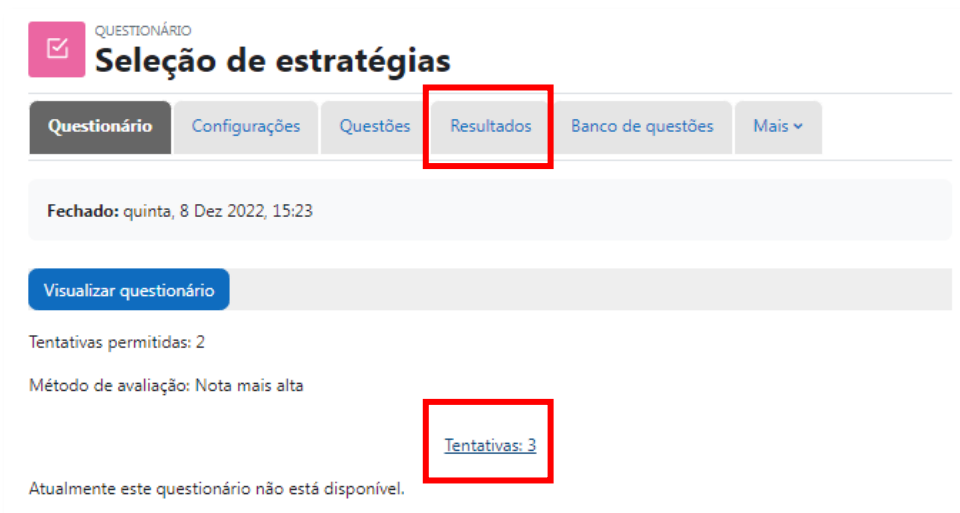 QUESTIONÁRIO
Seleção de estratégias
Questionário Configurações Questões Resultados Banco de questões Mais
Fechado: quinta, 8 Dez 2022, 15:23
Visualizar questionário
Tentativas permitidas: 2
Método de avaliação: Nota mais alta
Tentativas: 3
Atualmente este questionário não está disponível.